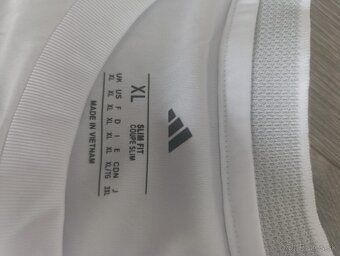 XL
SLIM FIT
COUPE SLIM
UK US F D I E CDN J
XL XL XL XL XL XL XL/TG 3XL
MADE IN VIETNAM